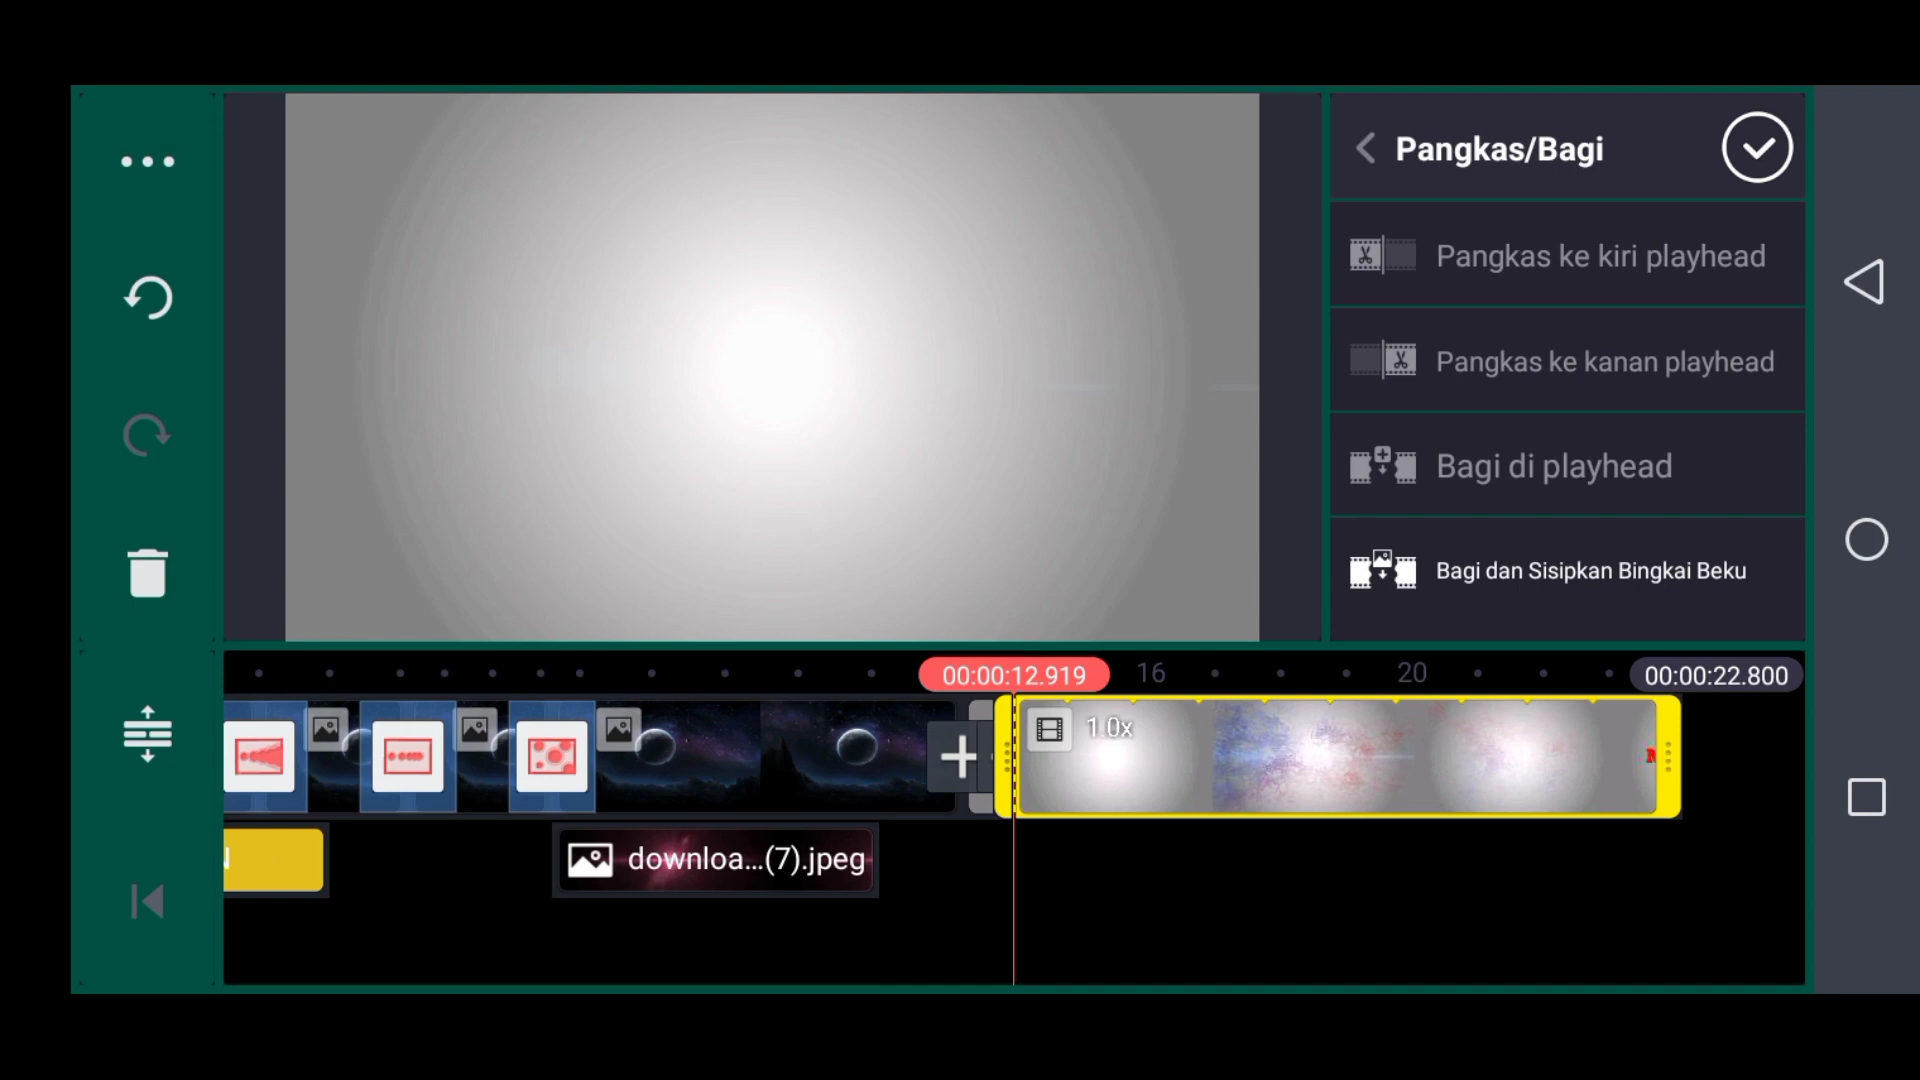 Pangkas/Bagi
Pangkas ke kiri playhead
Pangkas ke kanan playhead
Bagi di playhead
Bagi dan Sisipkan Bingkai Beku
00:00:12.919
16
20
00:00:22.800
1.0x
downloa...(7).jpeg